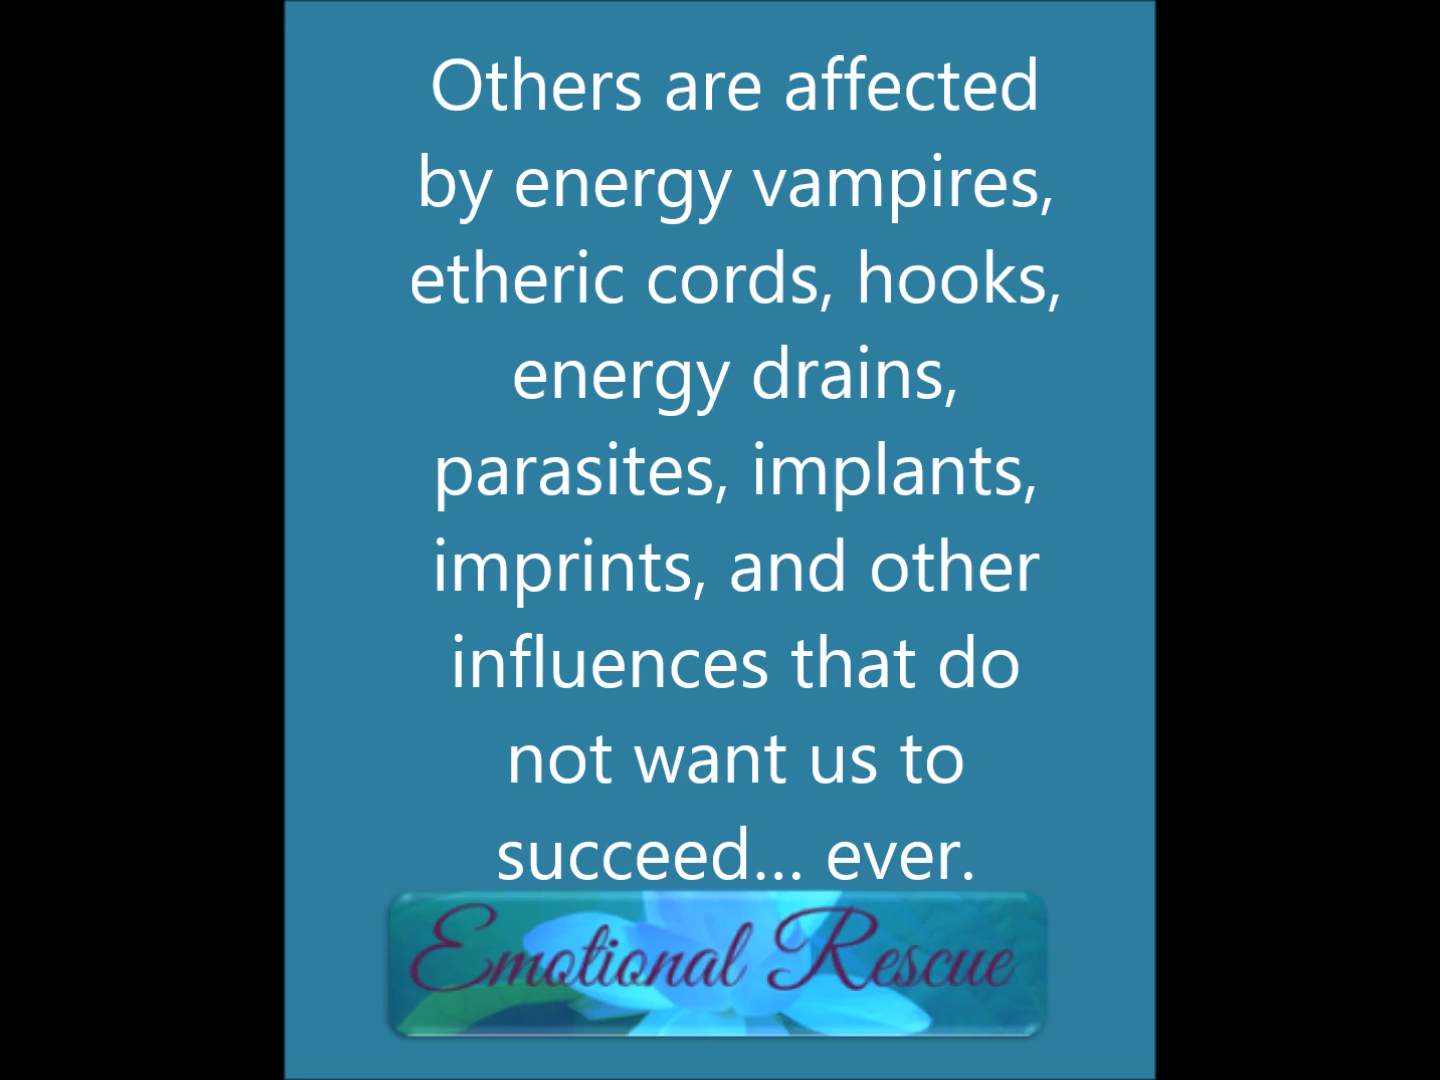 Others are affected
by energy vampires,
etheric cords, hooks,
energy drains,
parasites, implants,
imprints, and other
influences that do
not want us to
succeed... ever.
Emotional Rescue